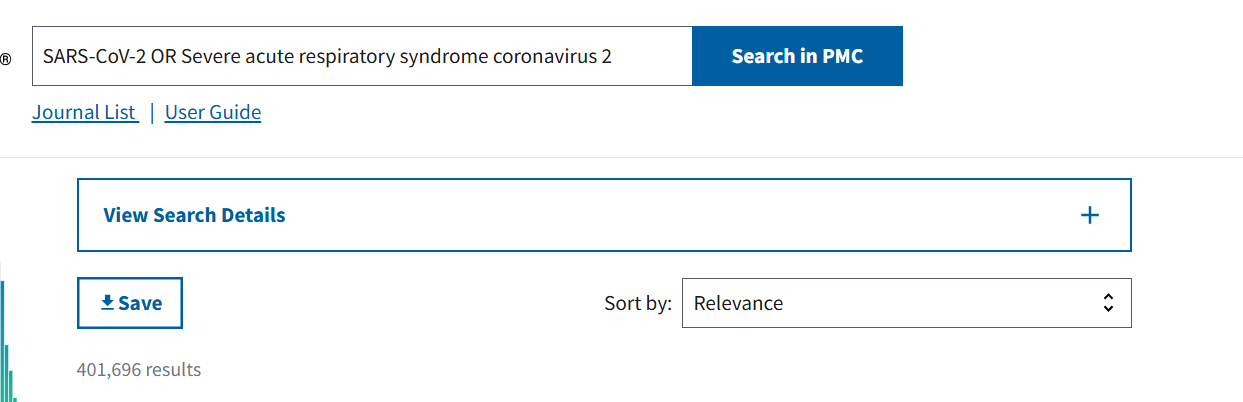 ®
SARS-CoV-2 OR Severe acute respiratory syndrome coronavirus 2
Search in PMC
Journal List | User Guide
View Search Details
Save
Sort by: Relevance
401,696 results